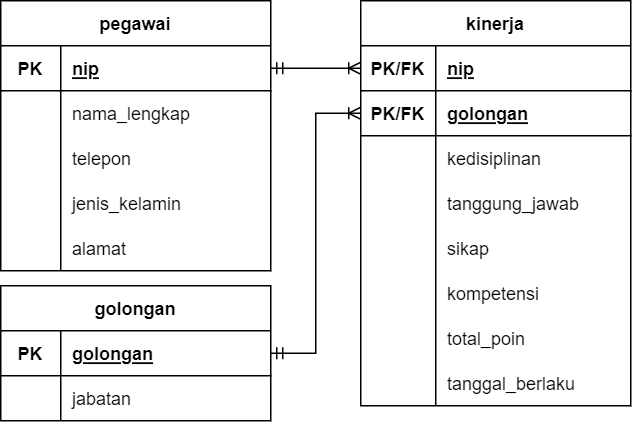 pegawai
PK nip
nama_lengkap
telepon
jenis_kelamin
alamat
golongan
PK golongan
jabatan
kinerja
PK/FK nip
PK/FK golongan
kedisiplinan
tanggung_jawab
sikap
kompetensi
total_poin
tanggal_berlaku